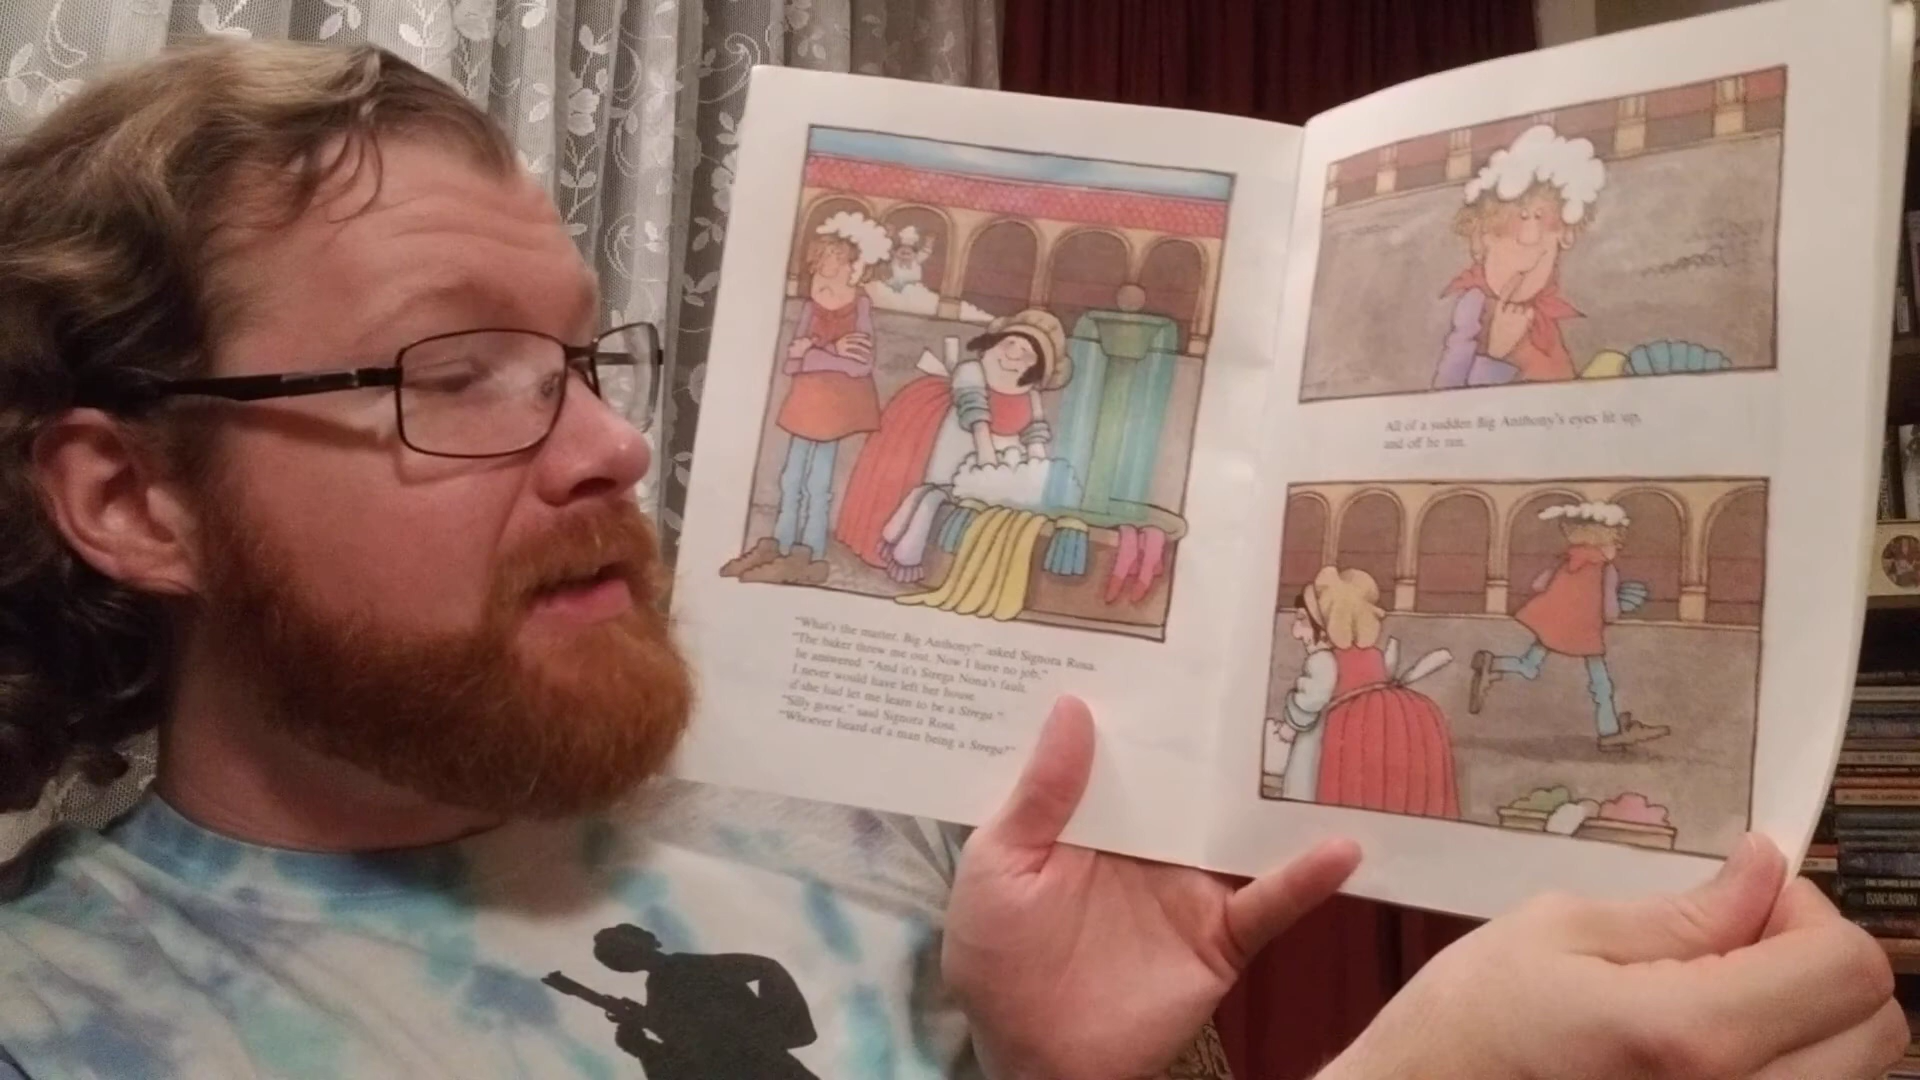 "What's the matter, Big Anthony?" asked Signora Rosa.
"The baker threw me out. Now I have no job,"
he answered. "And it's Strega Nona's fault.
I never would have left her house
if she had let me learn to be a Strega."
"Silly goose," said Signora Rosa.
"Whoever heard of a man being a Strega?"
All of a sudden Big Anthony's eyes lit up,
and off he ran.